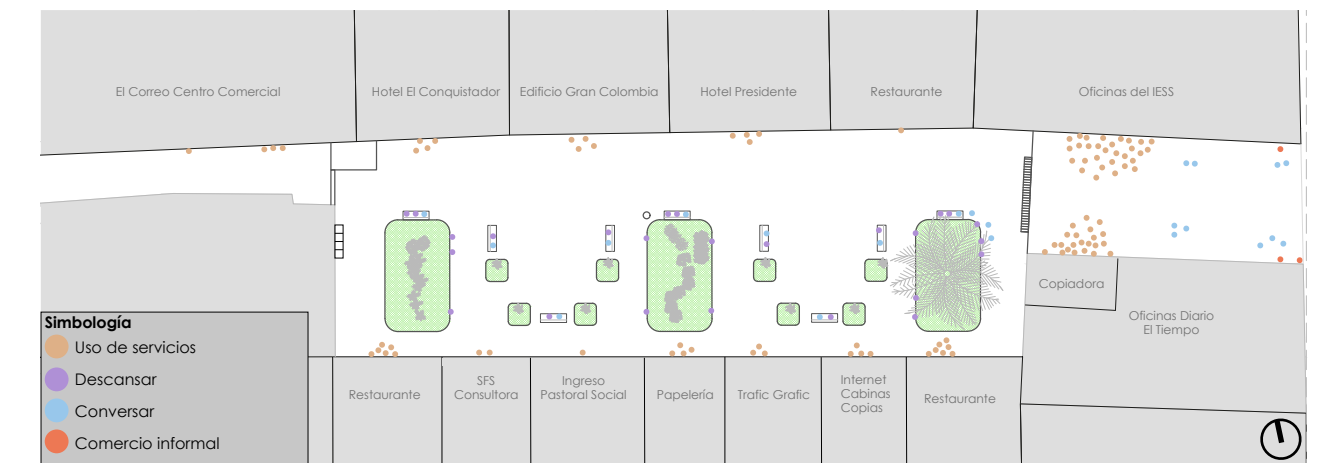 El Correo Centro Comercial
Hotel El Conquistador
Edificio Gran Colombia
Hotel Presidente
Restaurante
Oficinas del IESS
Copiadora
Oficinas Diario
El Tiempo
Simbología
Uso de servicios
Descansar
Conversar
Comercio informal
Restaurante
SFS
Consultora
Ingreso
Pastoral Social
Papelería
Trafic Grafic
Internet
Cabinas
Copias
Restaurante